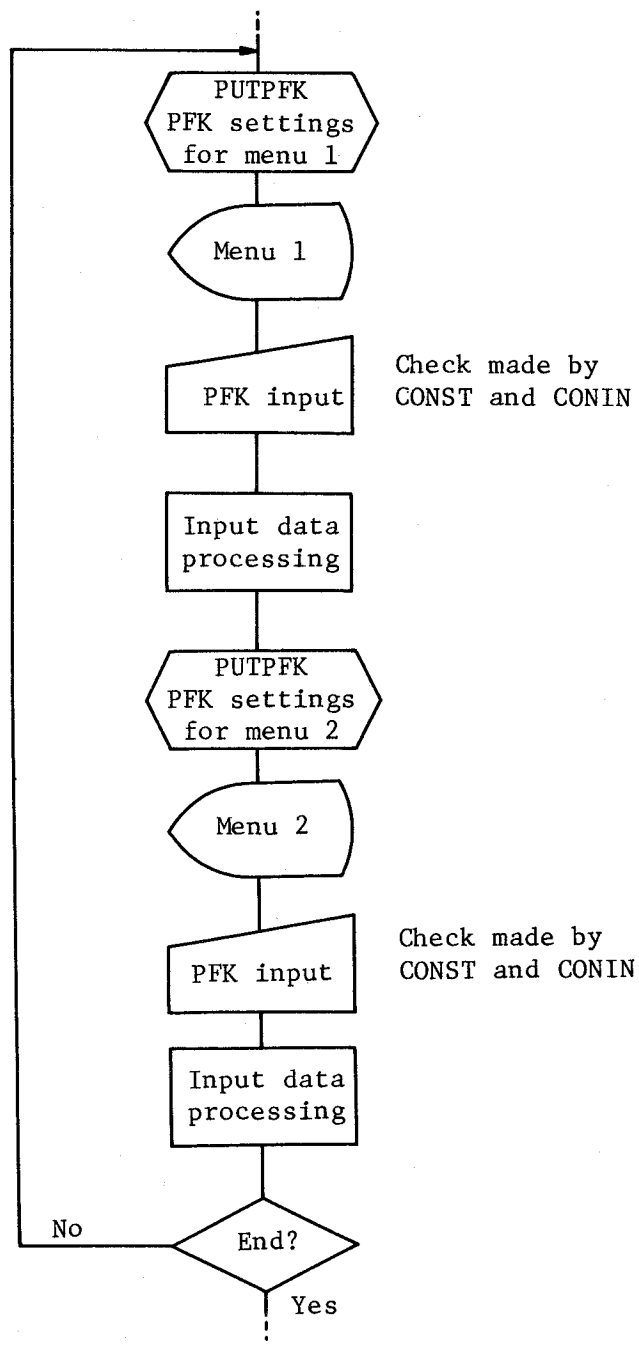 PUTPFK
PFK settings
for menu 1
Menu 1
PFK input
Check made by
CONST and CONIN
Input data
processing
PUTPFK
PFK settings
for menu 2
Menu 2
PFK input
Check made by
CONST and CONIN
Input data
processing
End?
No
Yes